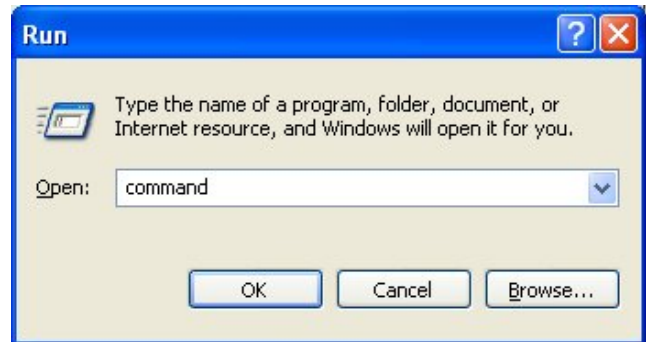 Run
Type the name of a program, folder, document, or
Internet resource, and Windows will open it for you.
Open: command
OK Cancel Browse...